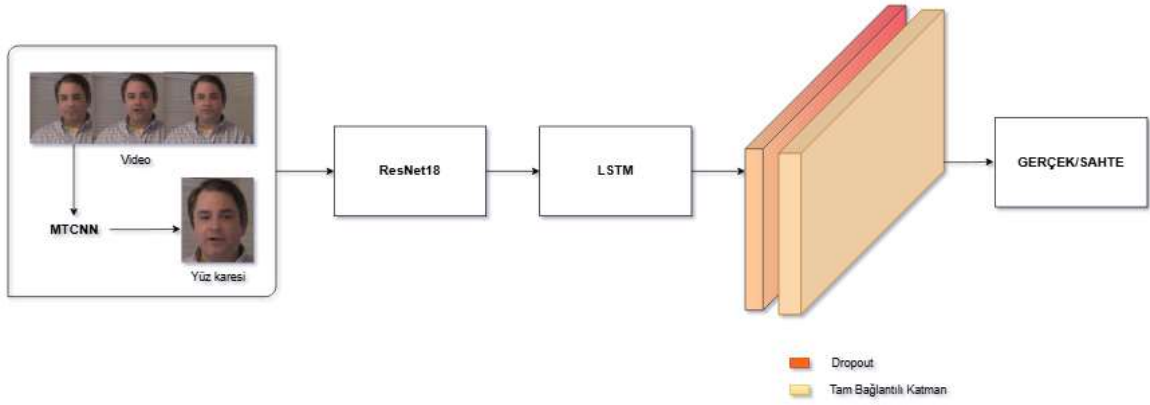 Video
MTCNN
Yüz karesi
ResNet18
LSTM
GERÇEK/SAHTE
Dropout
Tam Bağlantılı Katman